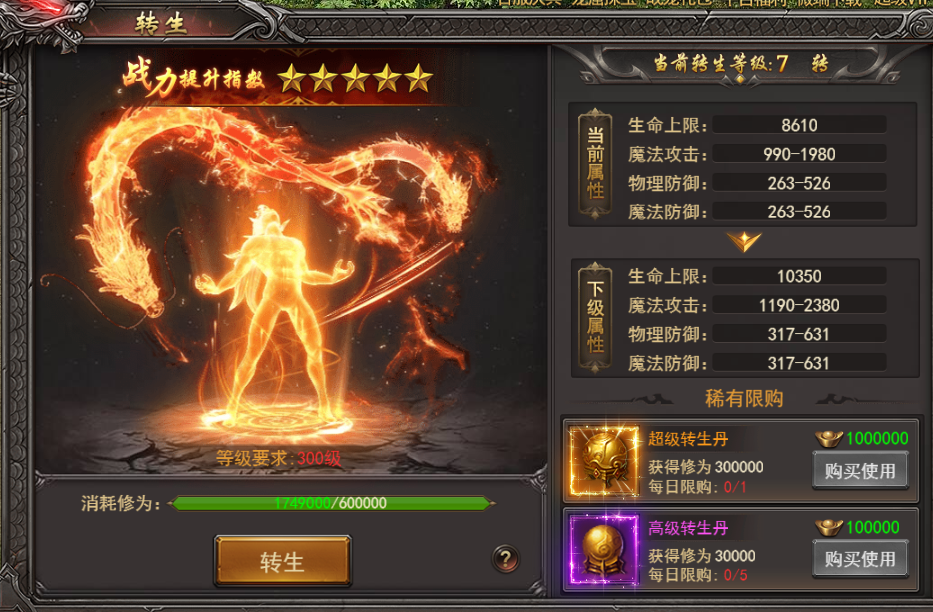 转生
战力提升指数
当前转生等级:7 转
当前属性
生命上限: 8610
魔法攻击: 990-1980
物理防御: 263-526
魔法防御: 263-526
下级属性
生命上限: 10350
魔法攻击: 1190-2380
物理防御: 317-631
魔法防御: 317-631
等级要求:300级
消耗修为: 1749000/600000
转生
?
稀有限购
超级转生丹 1000000
获得修为 300000 购买使用
每日限购: 0/1
高级转生丹 100000
获得修为 30000 购买使用
每日限购: 0/5